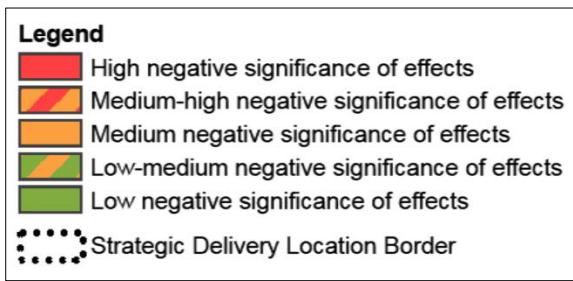 Legend
High negative significance of effects
Medium-high negative significance of effects
Medium negative significance of effects
Low-medium negative significance of effects
Low negative significance of effects
Strategic Delivery Location Border